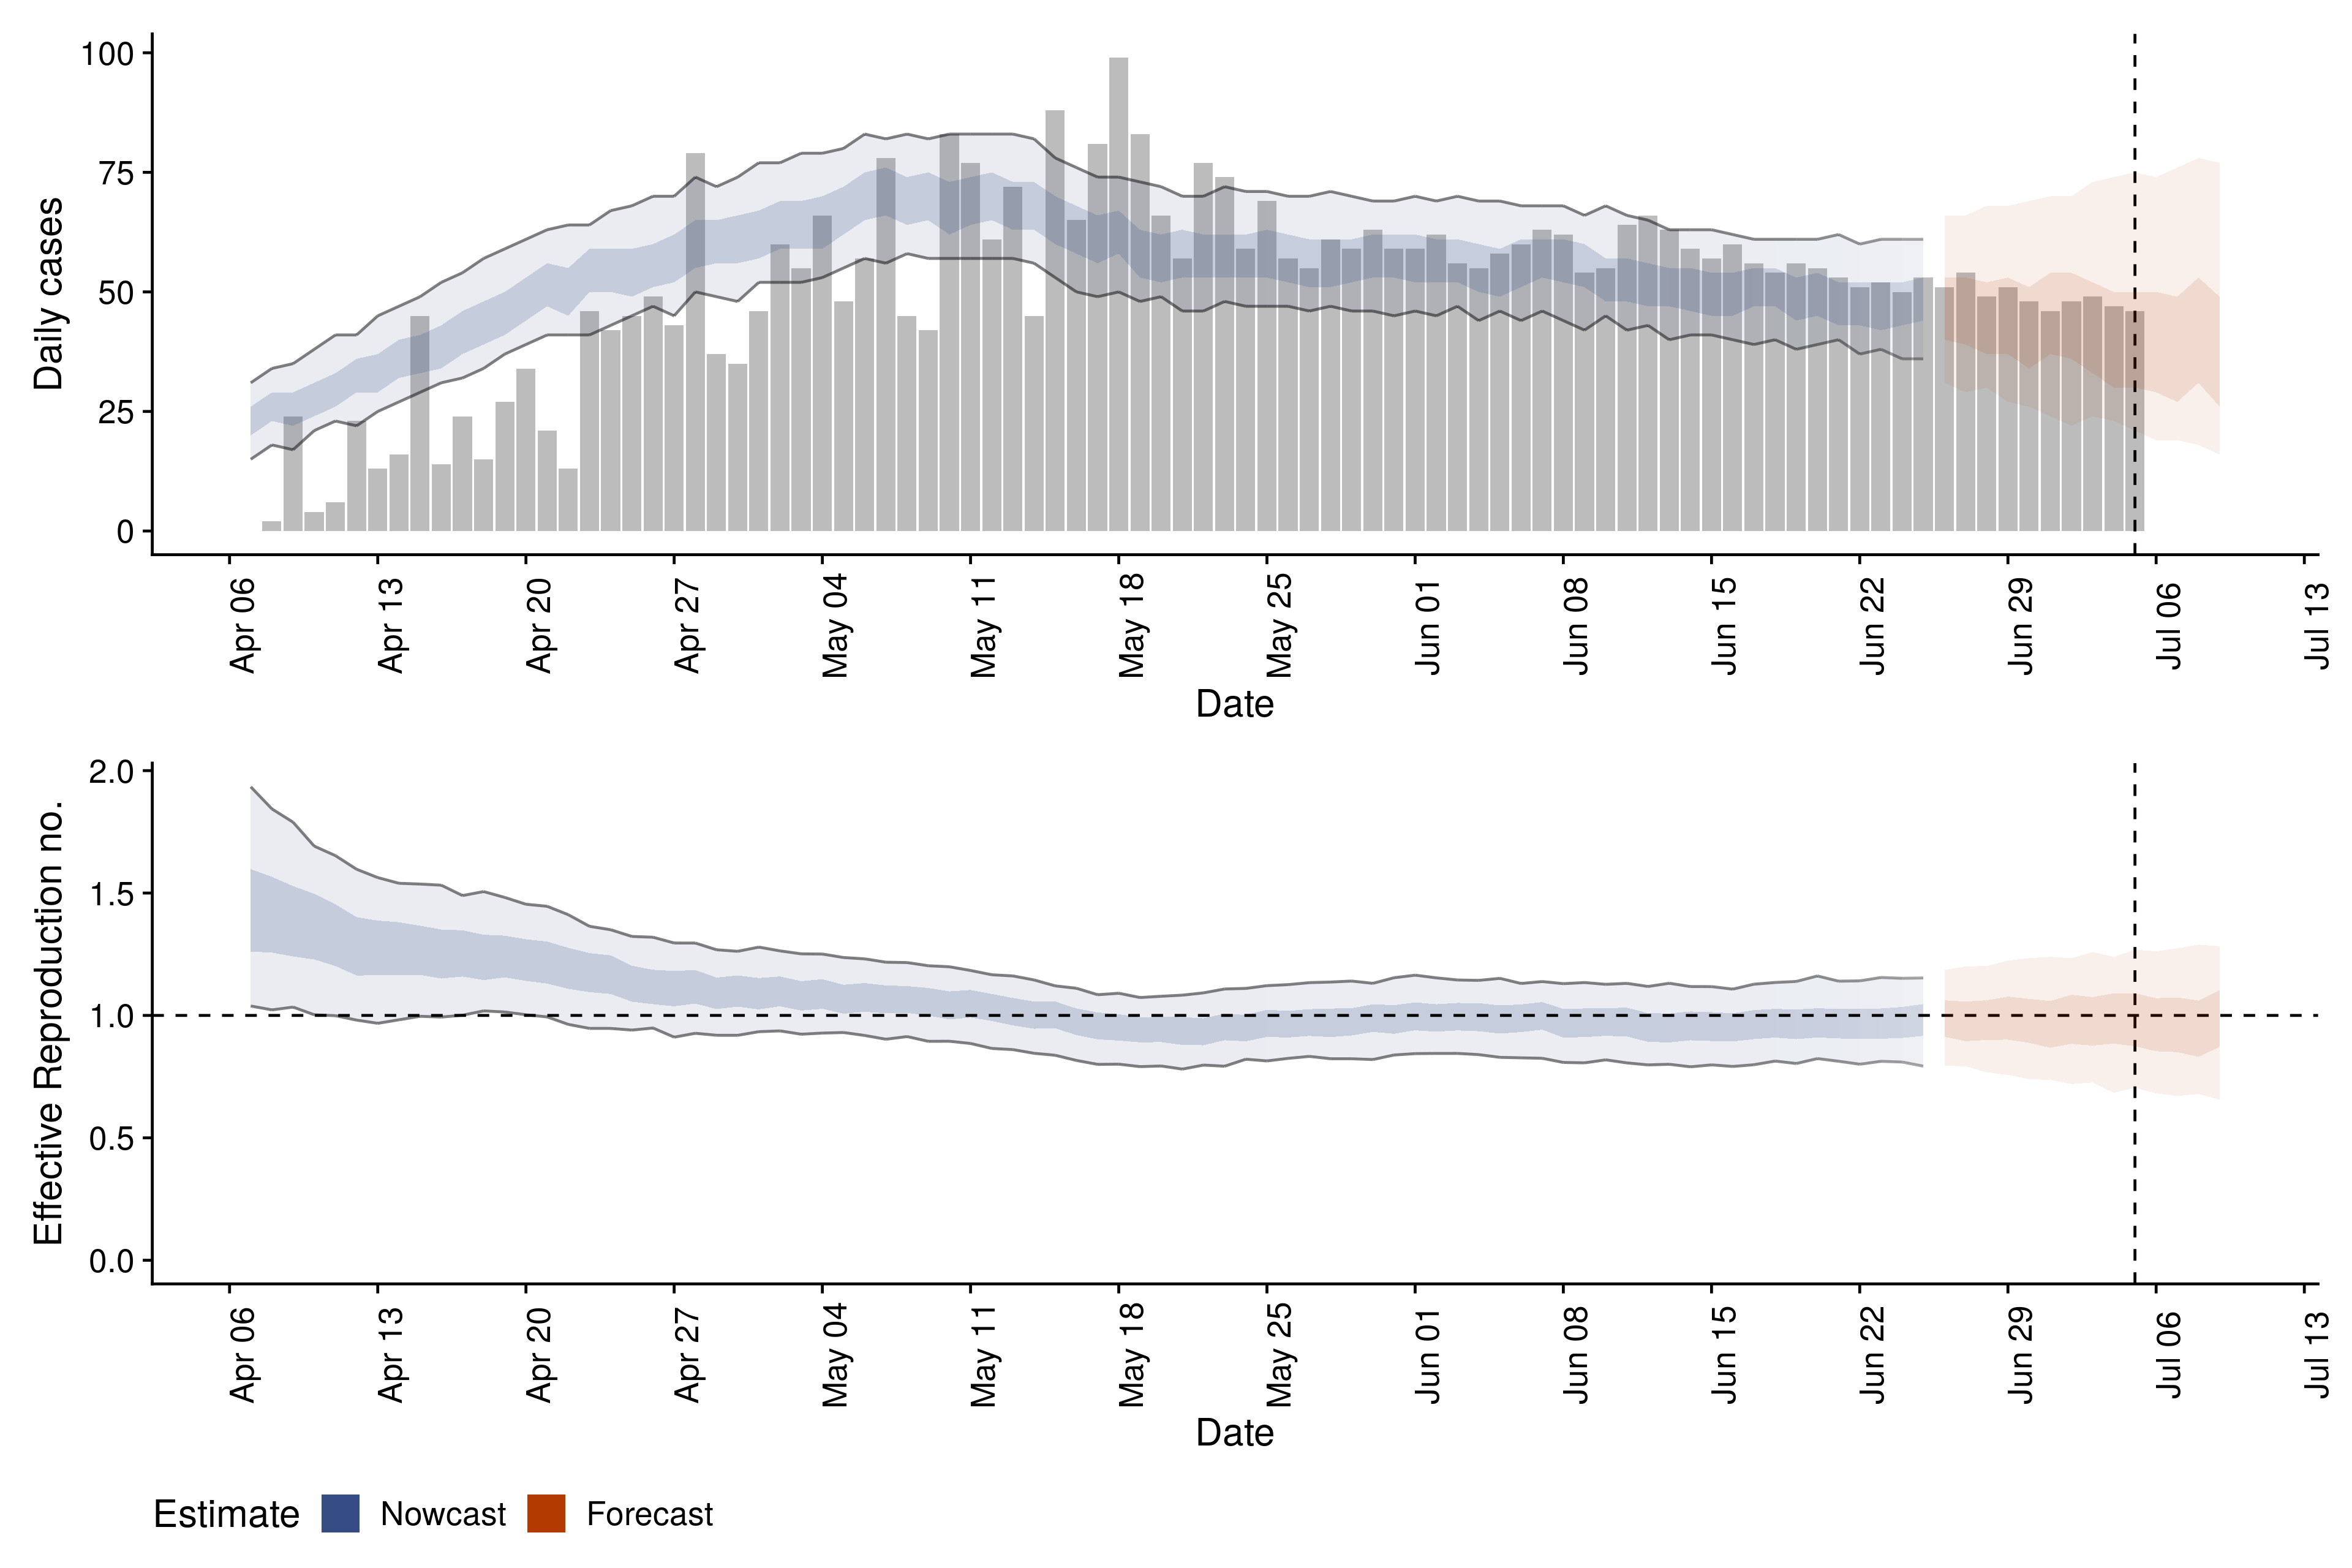 100
75
50
25
0
Daily cases
Apr 06
Apr 13
Apr 20
Apr 27
May 04
May 11
May 18
May 25
Jun 01
Jun 08
Jun 15
Jun 22
Jun 29
Jul 06
Jul 13
Date
2.0
1.5
1.0
0.5
0.0
Effective Reproduction no.
Apr 06
Apr 13
Apr 20
Apr 27
May 04
May 11
May 18
May 25
Jun 01
Jun 08
Jun 15
Jun 22
Jun 29
Jul 06
Jul 13
Date
Estimate Nowcast Forecast